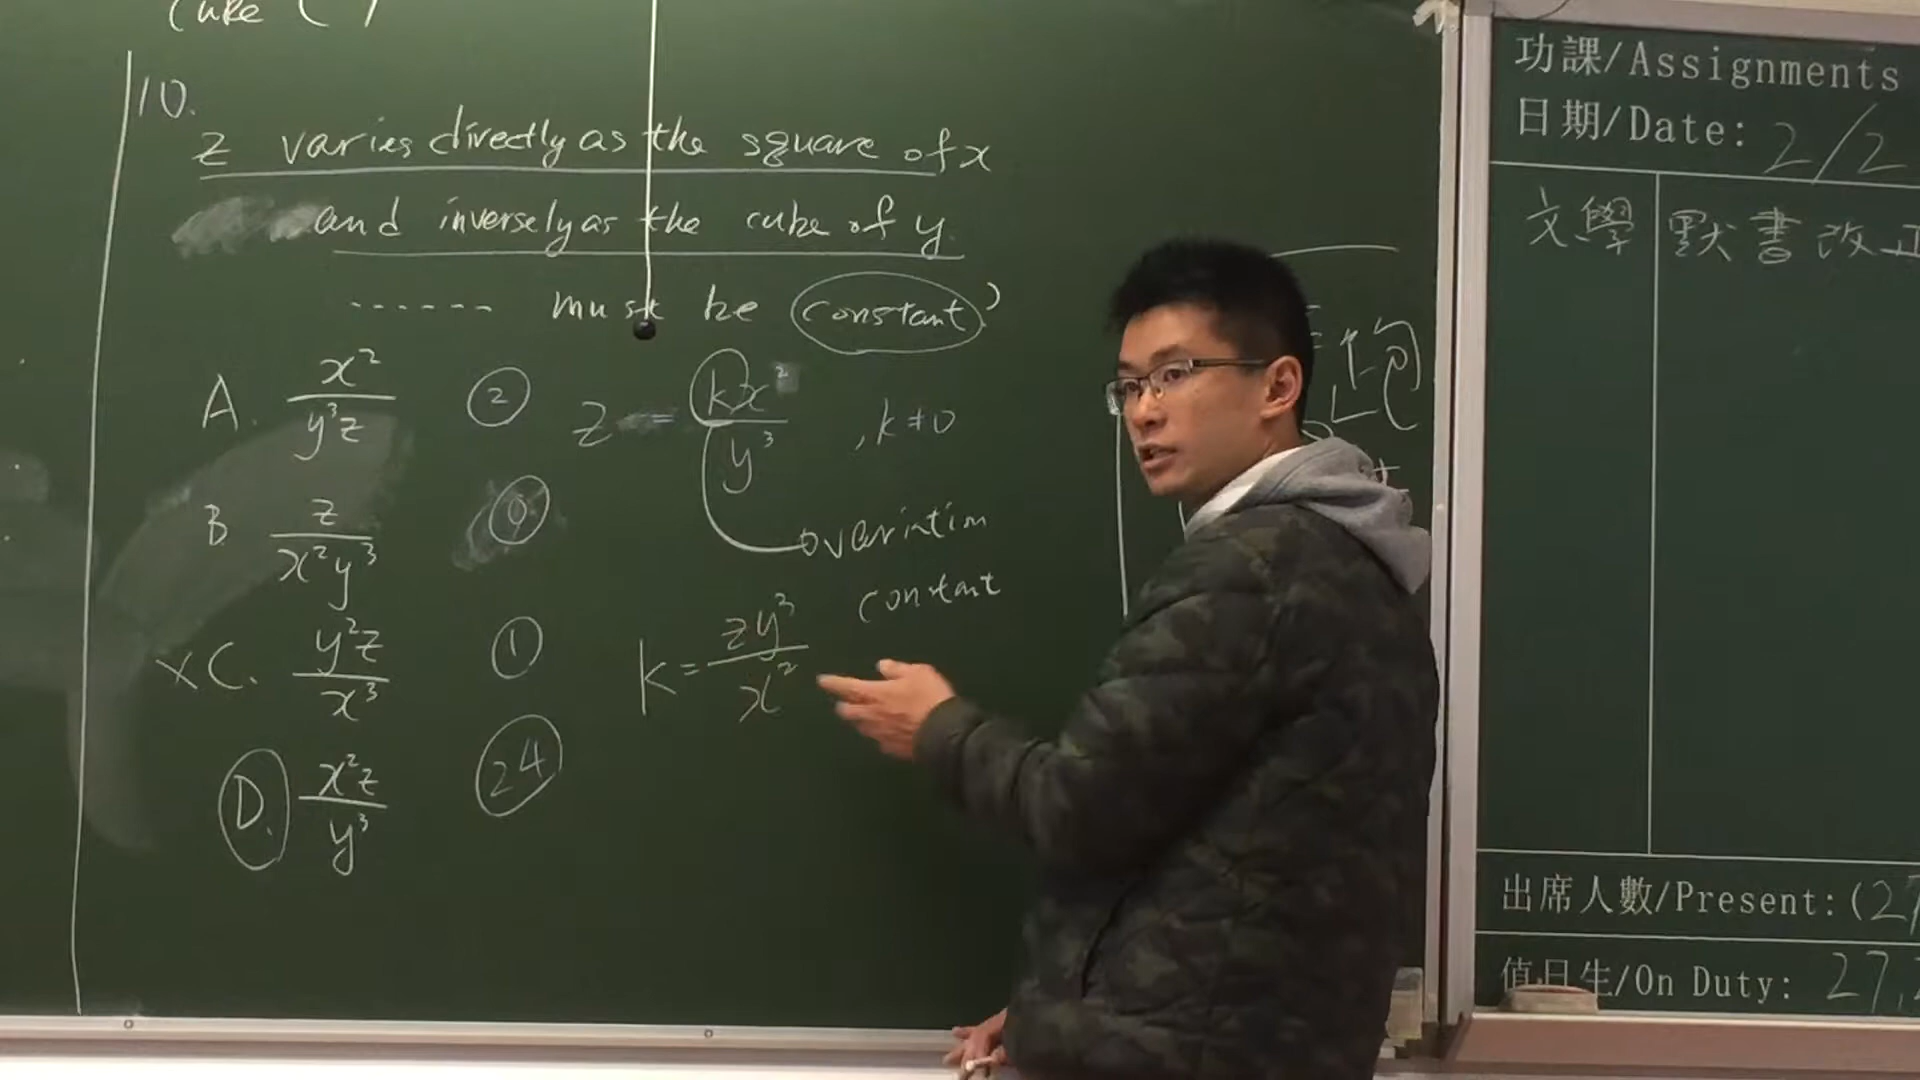 Cube ( )
10.
z varies directly as the square of x
and inversely as the cube of y.
------ must be constant?
A. x²/y³z ② z = kx²/y³ , k≠0
B z/x²y³ ⑨ variation
constant
×C. y²z/x³ ① k = zy³/x²
D. x²z/y³ ㉔
功課/Assignments
日期/Date: 2/2
文學 默書改正
出席人數/Present: (27
值日生/On Duty: 27,